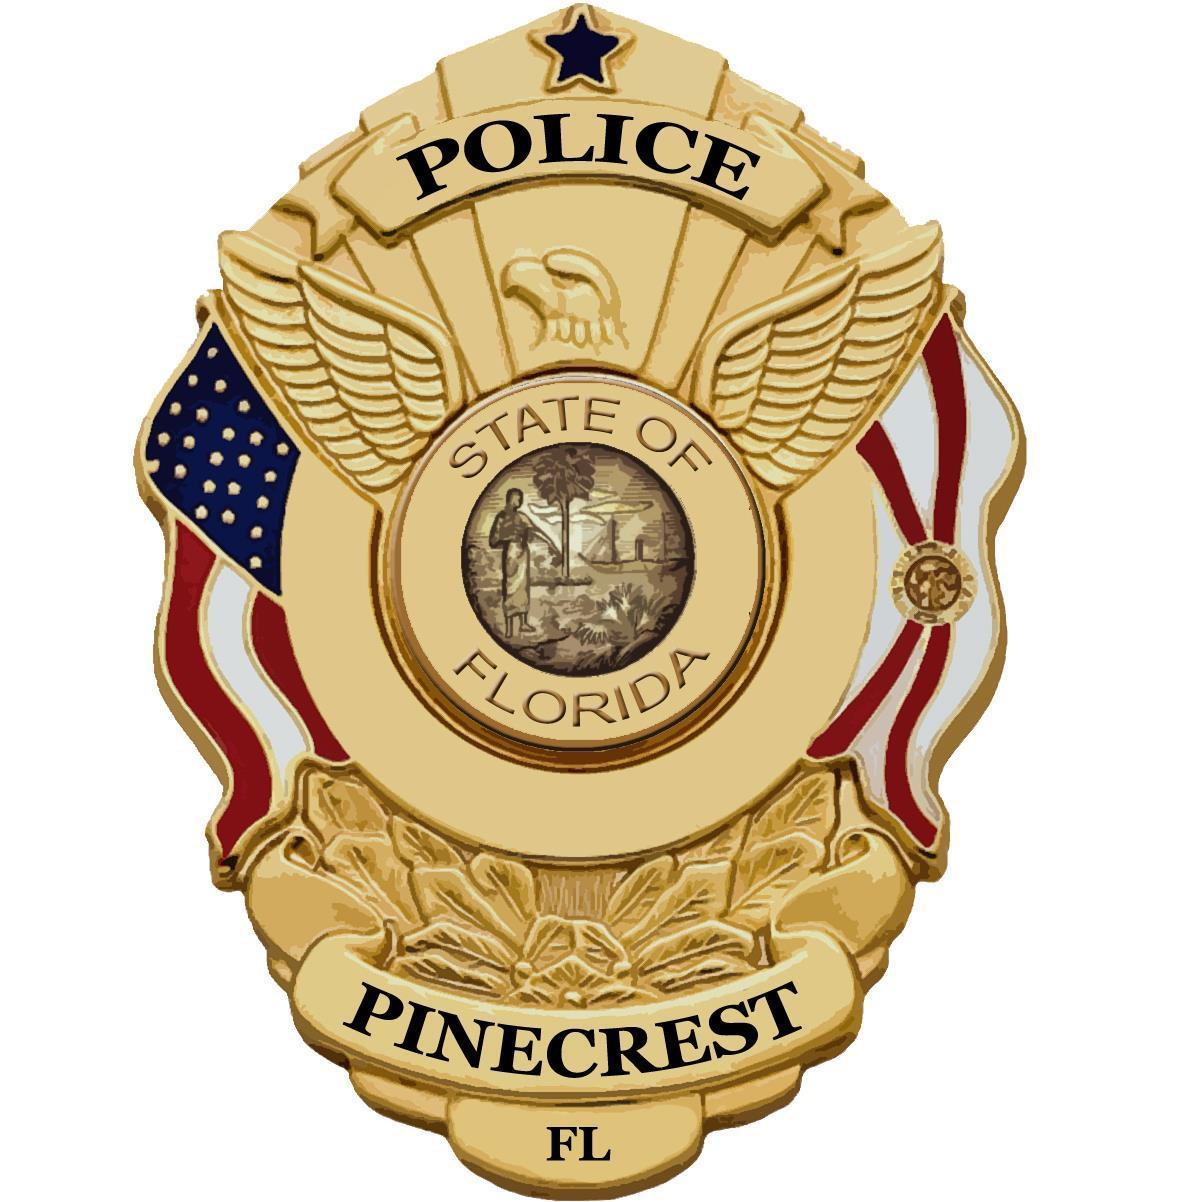 POLICE
STATE OF
FLORIDA
PINECREST
FL